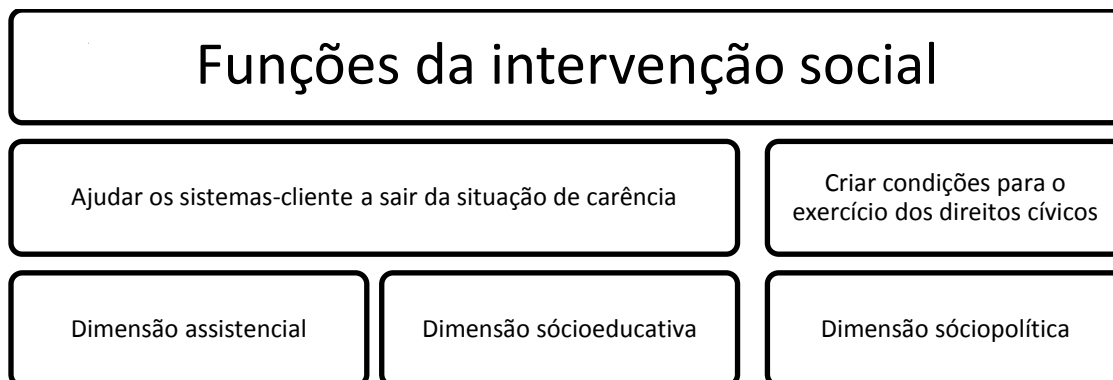 Funções da intervenção social
Ajudar os sistemas-cliente a sair da situação de carência
Criar condições para o
exercício dos direitos cívicos
Dimensão assistencial
Dimensão sócioeducativa
Dimensão sóciopolítica